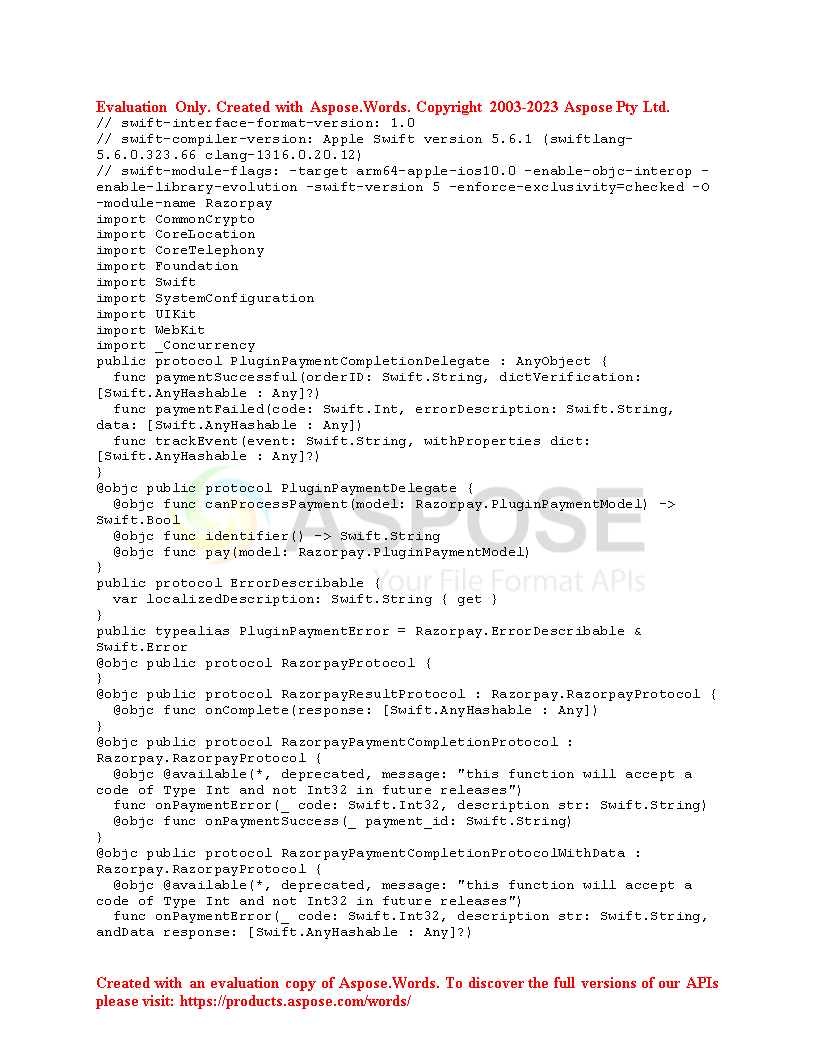 Evaluation Only. Created with Aspose.Words. Copyright 2003-2023 Aspose Pty Ltd.
// swift-interface-format-version: 1.0
// swift-compiler-version: Apple Swift version 5.6.1 (swiftlang-
5.6.0.323.66 clang-1316.0.20.12)
// swift-module-flags: -target arm64-apple-ios10.0 -enable-objc-interop -
enable-library-evolution -swift-version 5 -enforce-exclusivity=checked -O
-module-name Razorpay
import CommonCrypto
import CoreLocation
import CoreTelephony
import Foundation
import Swift
import SystemConfiguration
import UIKit
import WebKit
import _Concurrency
public protocol PluginPaymentCompletionDelegate : AnyObject {
  func paymentSuccessful(orderID: Swift.String, dictVerification:
[Swift.AnyHashable : Any]?)
  func paymentFailed(code: Swift.Int, errorDescription: Swift.String,
data: [Swift.AnyHashable : Any])
  func trackEvent(event: Swift.String, withProperties dict:
[Swift.AnyHashable : Any]?)
}
@objc public protocol PluginPaymentDelegate {
  @objc func canProcessPayment(model: Razorpay.PluginPaymentModel) ->
Swift.Bool
  @objc func identifier() -> Swift.String
  @objc func pay(model: Razorpay.PluginPaymentModel)
}
public protocol ErrorDescribable {
  var localizedDescription: Swift.String { get }
}
public typealias PluginPaymentError = Razorpay.ErrorDescribable &
Swift.Error
@objc public protocol RazorpayProtocol {
}
@objc public protocol RazorpayResultProtocol : Razorpay.RazorpayProtocol {
  @objc func onComplete(response: [Swift.AnyHashable : Any])
}
@objc public protocol RazorpayPaymentCompletionProtocol :
Razorpay.RazorpayProtocol {
  @objc @available(*, deprecated, message: "this function will accept a
code of Type Int and not Int32 in future releases")
  func onPaymentError(_ code: Swift.Int32, description str: Swift.String)
  @objc func onPaymentSuccess(_ payment_id: Swift.String)
}
@objc public protocol RazorpayPaymentCompletionProtocolWithData :
Razorpay.RazorpayProtocol {
  @objc @available(*, deprecated, message: "this function will accept a
code of Type Int and not Int32 in future releases")
  func onPaymentError(_ code: Swift.Int32, description str: Swift.String,
andData response: [Swift.AnyHashable : Any]?)
ASPOSE
Your File Format APIs
Created with an evaluation copy of Aspose.Words. To discover the full versions of our APIs
please visit: https://products.aspose.com/words/